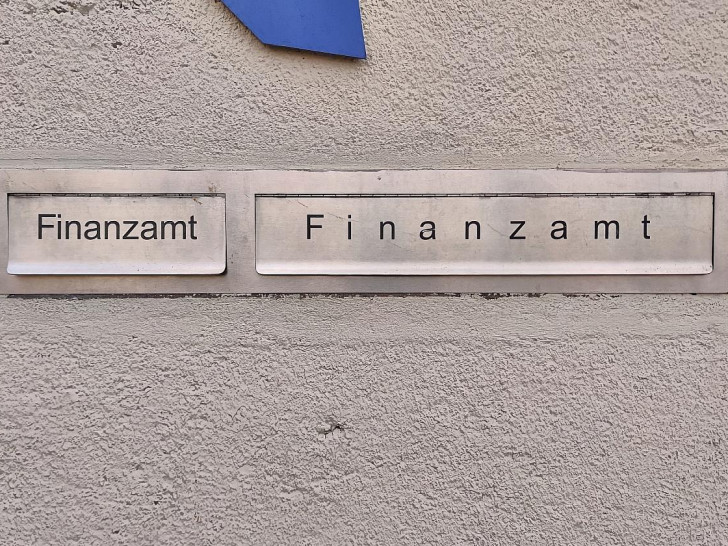 Finanzamt
F i n a n z a m t